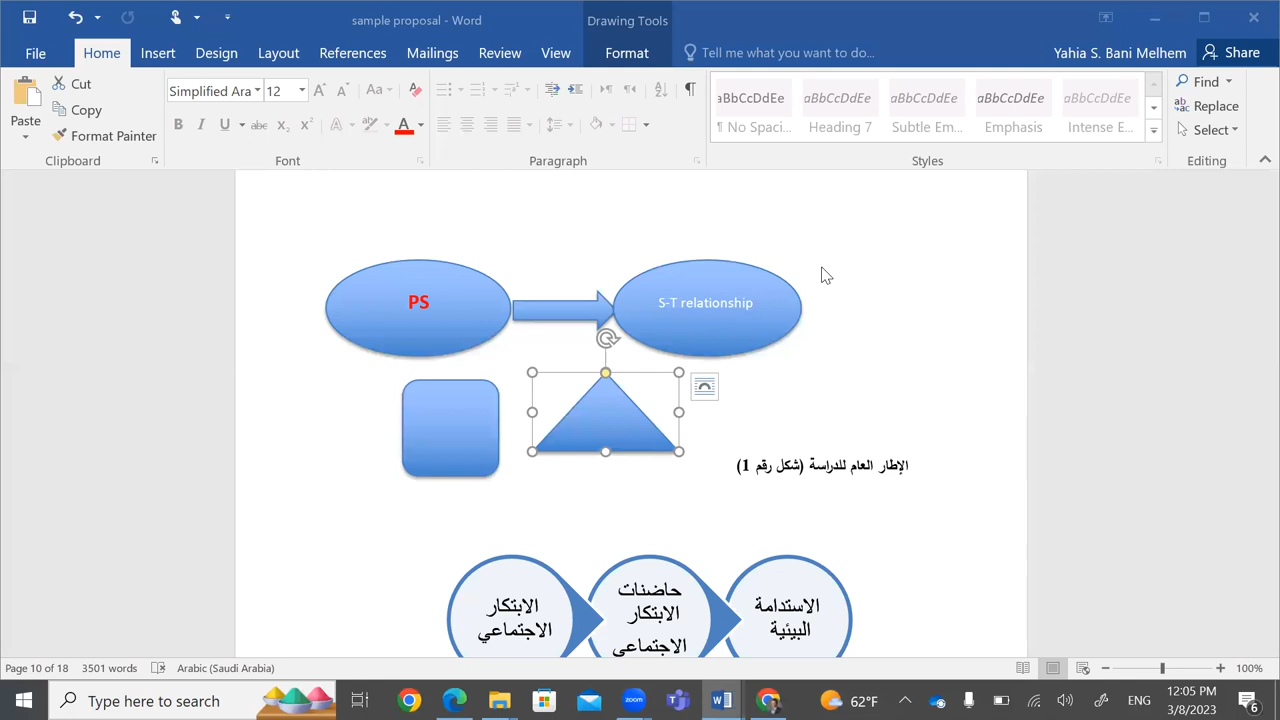 sample proposal - Word
Drawing Tools
File Home Insert Design Layout References Mailings Review View Format Tell me what you want to do... Yahia S. Bani Melhem Share
Paste
Cut
Copy
Format Painter
Clipboard
Simplified Ara 12
Font
Paragraph
aBbCcDdEe aBbCcDdEe aBbCcDdEe aBbCcDdEe aBbCcDdEe
¶ No Spaci... Heading 7 Subtle Em... Emphasis Intense E...
Styles
Find
Replace
Select
Editing
PS
S-T relationship
الإطار العام للدراسة (شكل رقم 1)
الاستدامة
البيئية
حاضنات
الابتكار
الاجتماعي
الابتكار
الاجتماعي
Page 10 of 18 3501 words Arabic (Saudi Arabia) 100%
Type here to search
zoom
62°F
ENG
12:05 PM
3/8/2023
6